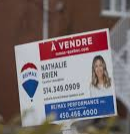 À VENDRE
NATHALIE
BRIEN
RE/MAX
514.349.0909
RE/MAX PERFORMANCE INC.
450.466.4000